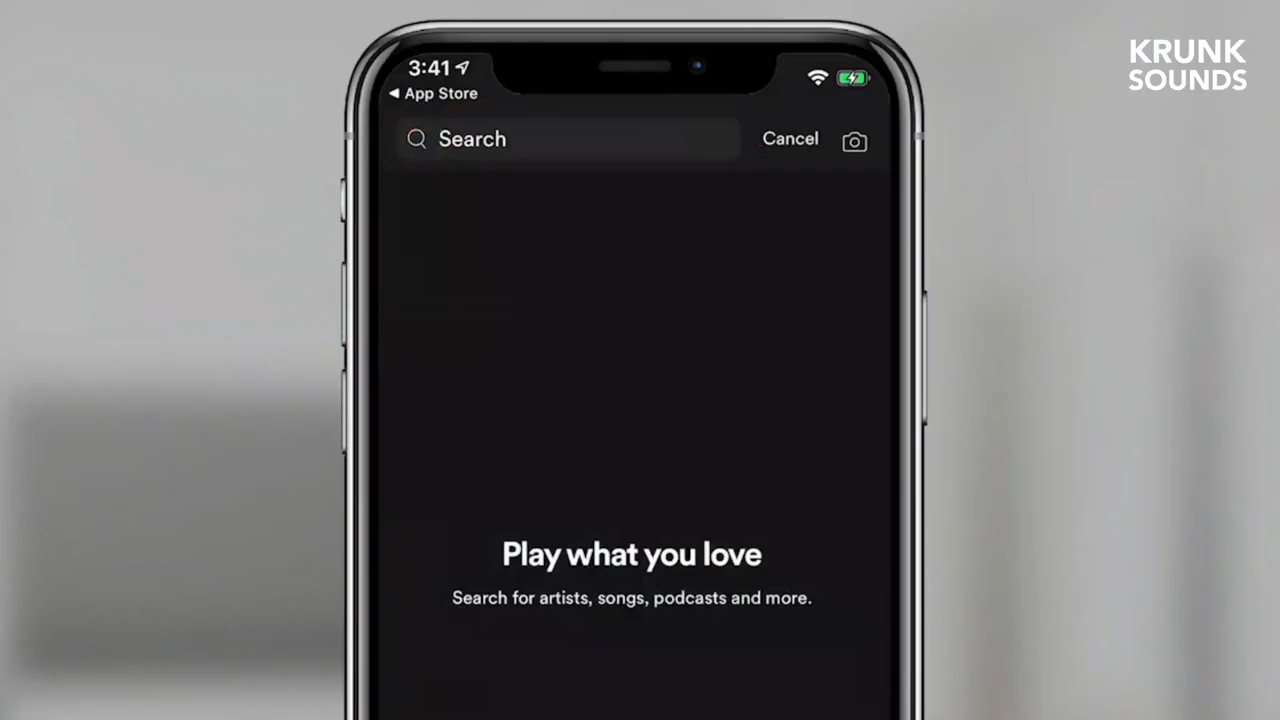 KRUNK
SOUNDS
3:41
App Store
Search
Cancel
Play what you love
Search for artists, songs, podcasts and more.